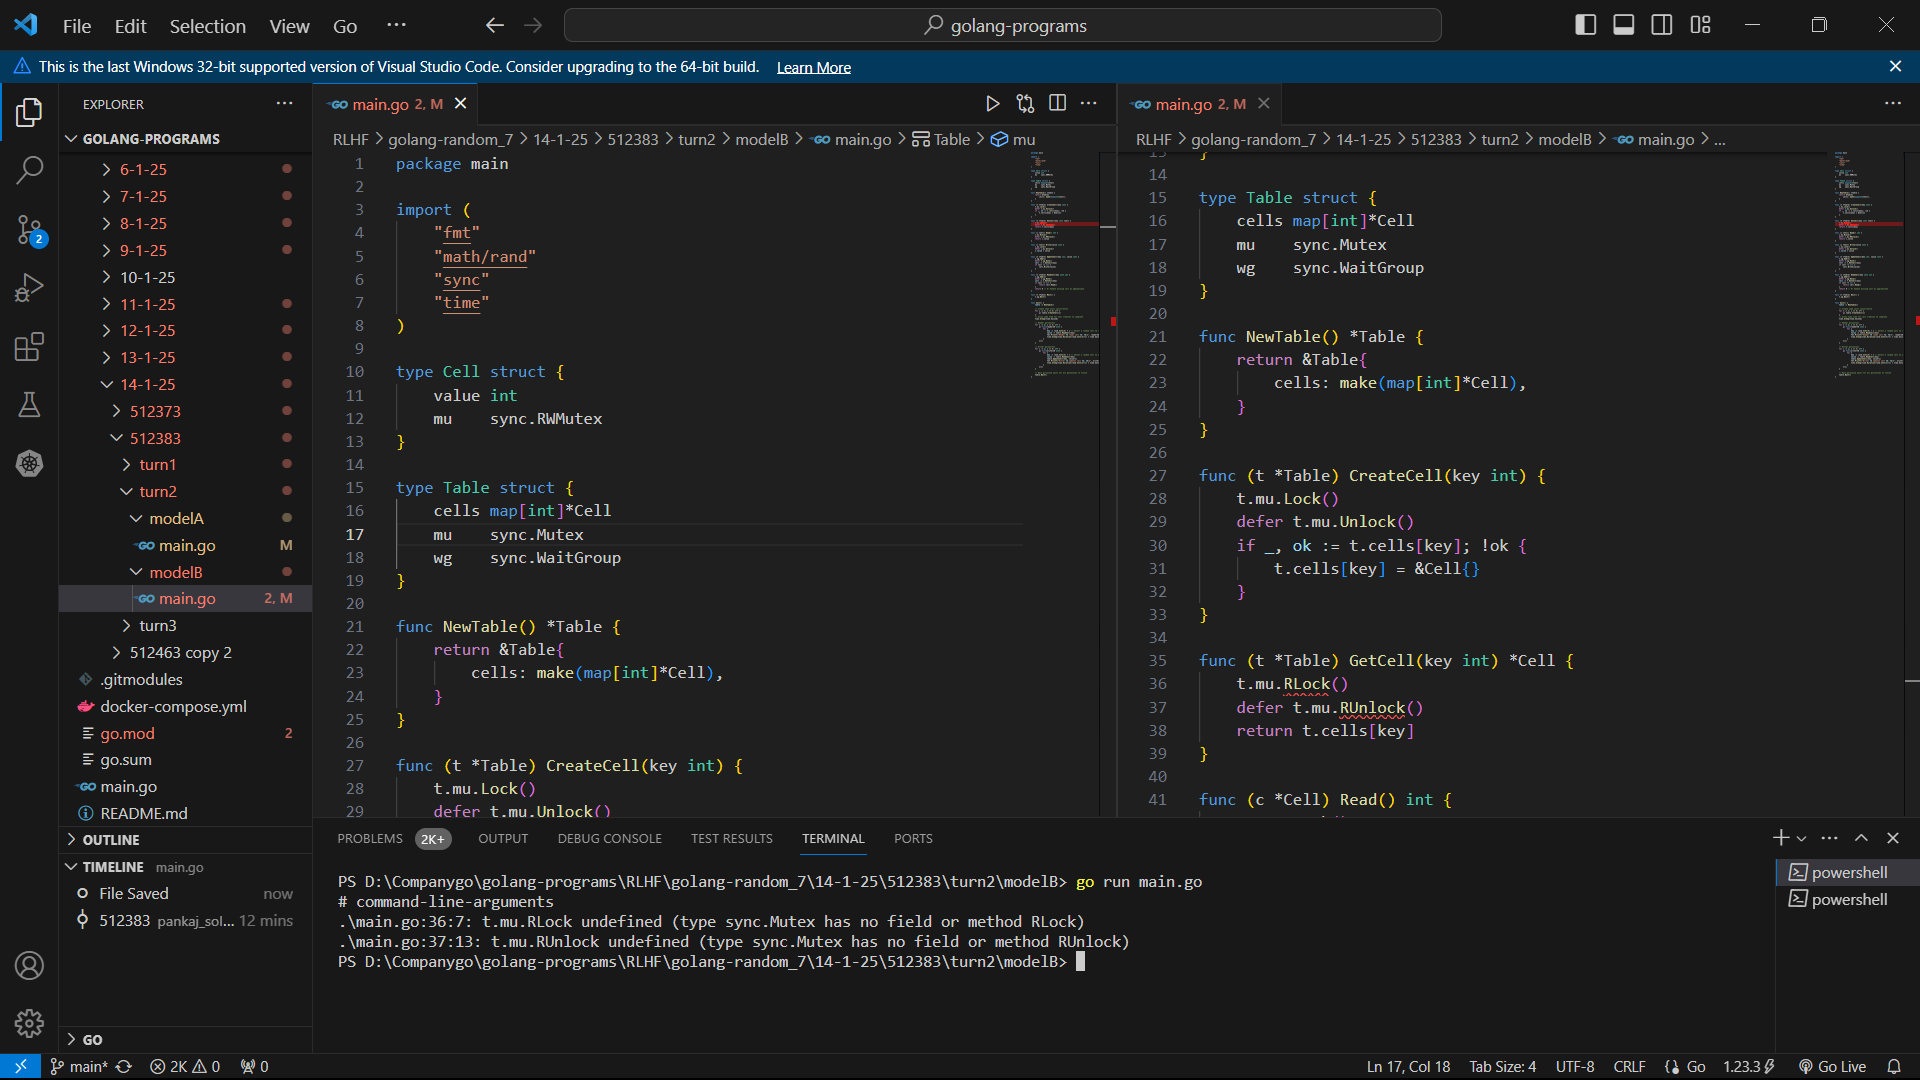 File Edit Selection View Go ··· golang-programs
This is the last Windows 32-bit supported version of Visual Studio Code. Consider upgrading to the 64-bit build. Learn More
EXPLORER
GOLANG-PROGRAMS
6-1-25
7-1-25
8-1-25
9-1-25
10-1-25
11-1-25
12-1-25
13-1-25
14-1-25
512373
512383
turn1
turn2
modelA
main.go M
modelB
main.go 2, M
turn3
512463 copy 2
.gitmodules
docker-compose.yml
go.mod 2
go.sum
main.go
README.md
OUTLINE
TIMELINE main.go
File Saved now
512383 pankaj_sol... 12 mins
GO
2
main.go 2, M
RLHF > golang-random_7 > 14-1-25 > 512383 > turn2 > modelB > main.go > Table > mu
1 package main
2
3 import (
4 "fmt"
5 "math/rand"
6 "sync"
7 "time"
8 )
9
10 type Cell struct {
11 value int
12 mu sync.RWMutex
13 }
14
15 type Table struct {
16 cells map[int]*Cell
17 mu sync.Mutex
18 wg sync.WaitGroup
19 }
20
21 func NewTable() *Table {
22 return &Table{
23 cells: make(map[int]*Cell),
24 }
25 }
26
27 func (t *Table) CreateCell(key int) {
28 t.mu.Lock()
29 defer t.mu.Unlock()
main.go 2, M
RLHF > golang-random_7 > 14-1-25 > 512383 > turn2 > modelB > main.go > ...
13 }
14
15 type Table struct {
16 cells map[int]*Cell
17 mu sync.Mutex
18 wg sync.WaitGroup
19 }
20
21 func NewTable() *Table {
22 return &Table{
23 cells: make(map[int]*Cell),
24 }
25 }
26
27 func (t *Table) CreateCell(key int) {
28 t.mu.Lock()
29 defer t.mu.Unlock()
30 if _, ok := t.cells[key]; !ok {
31 t.cells[key] = &Cell{}
32 }
33 }
34
35 func (t *Table) GetCell(key int) *Cell {
36 t.mu.RLock()
37 defer t.mu.RUnlock()
38 return t.cells[key]
39 }
40
41 func (c *Cell) Read() int {
PROBLEMS 2K+ OUTPUT DEBUG CONSOLE TEST RESULTS TERMINAL PORTS
PS D:\Companygo\golang-programs\RLHF\golang-random_7\14-1-25\512383\turn2\modelB> go run main.go
# command-line-arguments
.\main.go:36:7: t.mu.RLock undefined (type sync.Mutex has no field or method RLock)
.\main.go:37:13: t.mu.RUnlock undefined (type sync.Mutex has no field or method RUnlock)
PS D:\Companygo\golang-programs\RLHF\golang-random_7\14-1-25\512383\turn2\modelB>
powershell
powershell
main* 2K 0 0 Ln 17, Col 18 Tab Size: 4 UTF-8 CRLF Go 1.23.3 Go Live